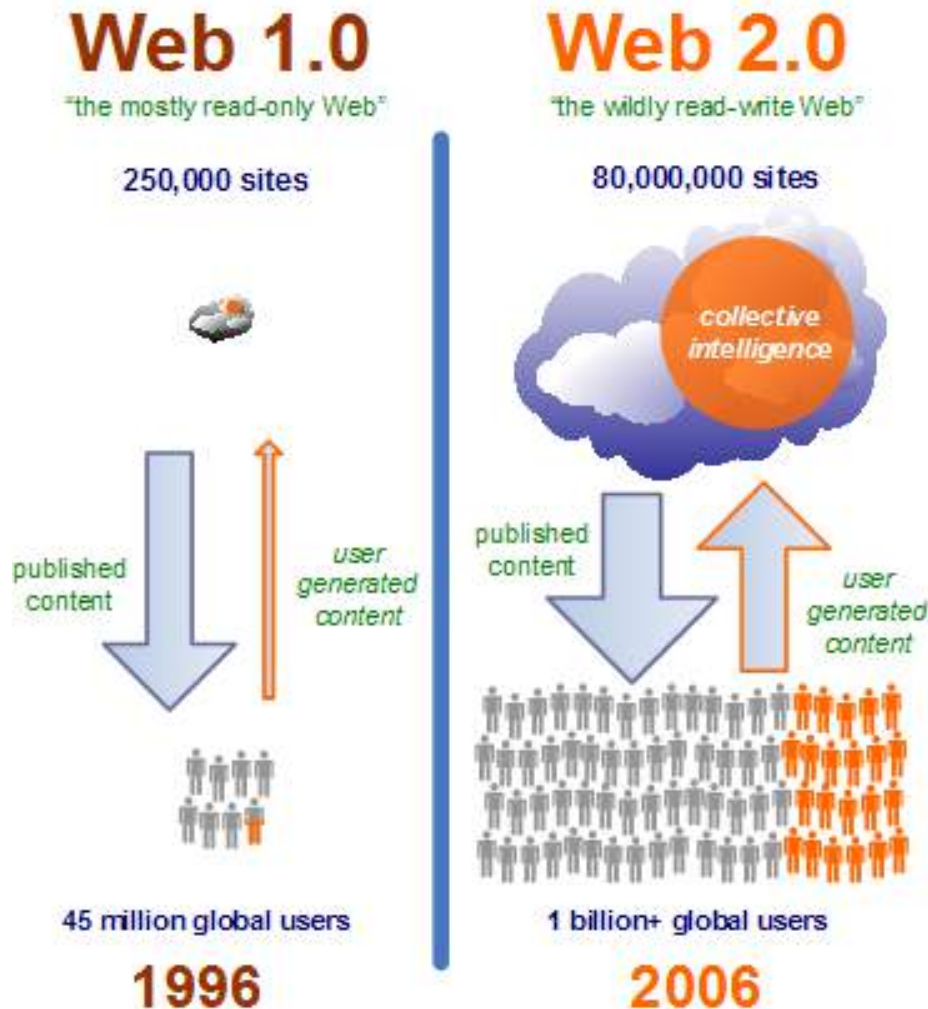 Web 1.0
"the mostly read-only Web"
250,000 sites
published
content
user
generated
content
45 million global users
1996
Web 2.0
"the wildly read-write Web"
80,000,000 sites
collective
intelligence
published
content
user
generated
content
1 billion+ global users
2006